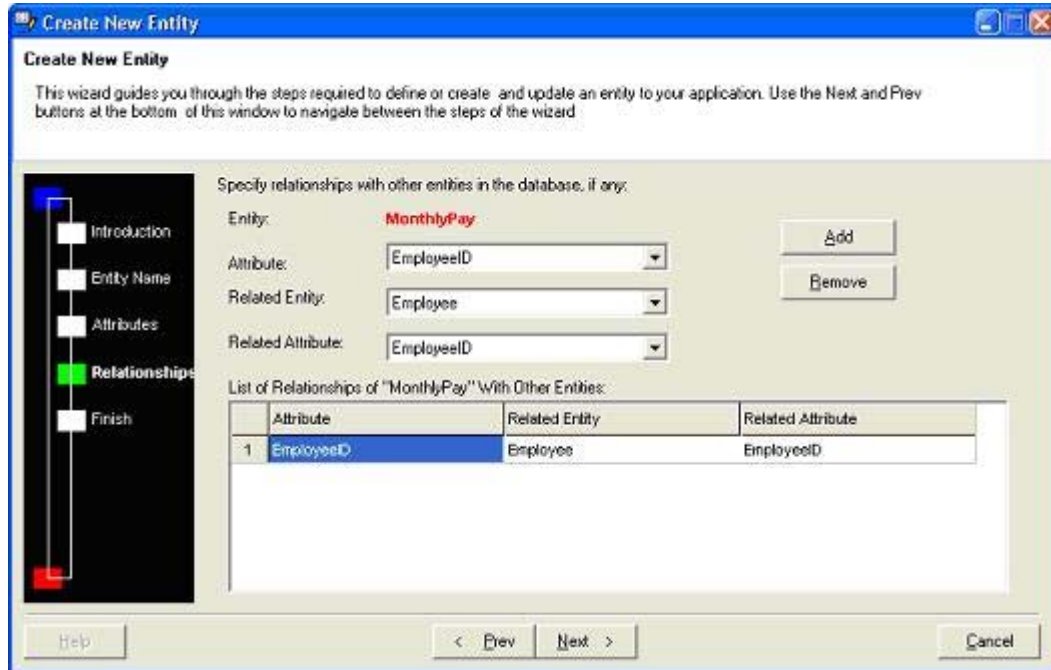 Create New Entity
Create New Entity
This wizard guides you through the steps required to define or create and update an entity to your application. Use the Next and Prev
buttons at the bottom of this window to navigate between the steps of the wizard
Introduction
Entity Name
Attributes
Relationships
Finish
Specify relationships with other entities in the database, if any:
Entity: MonthlyPay
Attribute: EmployeeID
Related Entity: Employee
Related Attribute: EmployeeID
Add
Remove
List of Relationships of "MonthlyPay" With Other Entities:
Attribute Related Entity Related Attribute
1 EmployeeID Employee EmployeeID
Help < Prev Next > Cancel